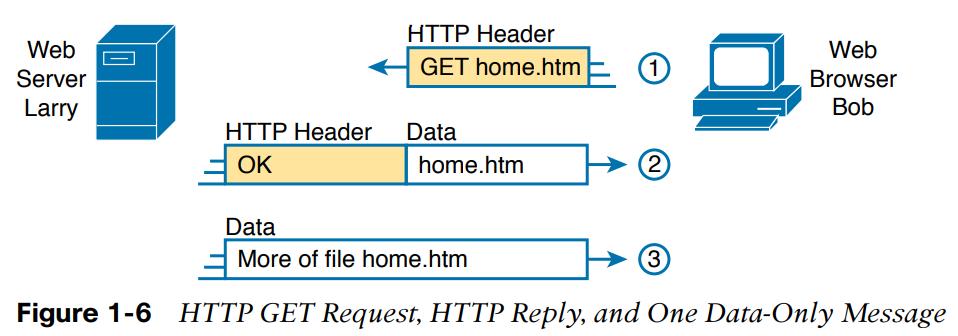 HTTP Header
Web
Server
Larry
GET home.htm
1
Web
Browser
Bob
HTTP Header Data
OK home.htm
2
Data
More of file home.htm
3
Figure 1-6 HTTP GET Request, HTTP Reply, and One Data-Only Message